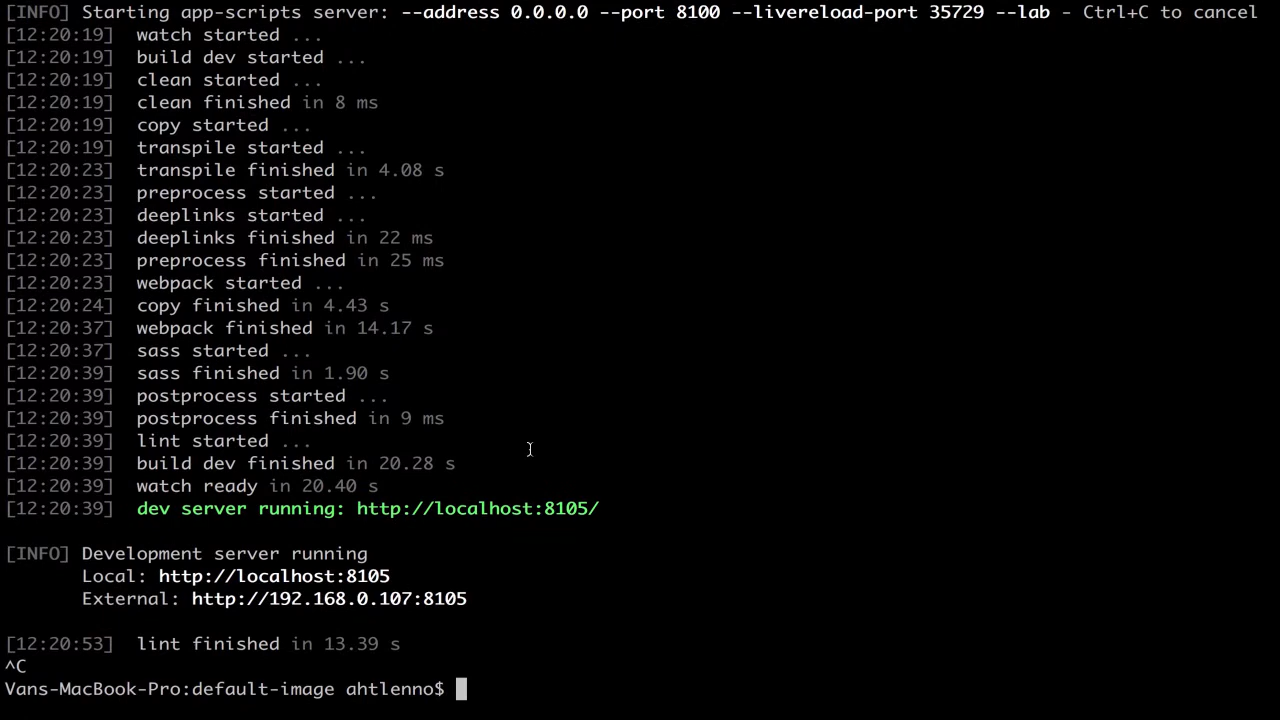 [INFO] Starting app-scripts server: --address 0.0.0.0 --port 8100 --livereload-port 35729 --lab - Ctrl+C to cancel
[12:20:19]  watch started ...
[12:20:19]  build dev started ...
[12:20:19]  clean started ...
[12:20:19]  clean finished in 8 ms
[12:20:19]  copy started ...
[12:20:19]  transpile started ...
[12:20:23]  transpile finished in 4.08 s
[12:20:23]  preprocess started ...
[12:20:23]  deeplinks started ...
[12:20:23]  deeplinks finished in 22 ms
[12:20:23]  preprocess finished in 25 ms
[12:20:23]  webpack started ...
[12:20:24]  copy finished in 4.43 s
[12:20:37]  webpack finished in 14.17 s
[12:20:37]  sass started ...
[12:20:39]  sass finished in 1.90 s
[12:20:39]  postprocess started ...
[12:20:39]  postprocess finished in 9 ms
[12:20:39]  lint started ...
[12:20:39]  build dev finished in 20.28 s
[12:20:39]  watch ready in 20.40 s
[12:20:39]  dev server running: http://localhost:8105/
[INFO] Development server running
Local: http://localhost:8105
External: http://192.168.0.107:8105
[12:20:53]  lint finished in 13.39 s
^C
Vans-MacBook-Pro:default-image ahtlenno$